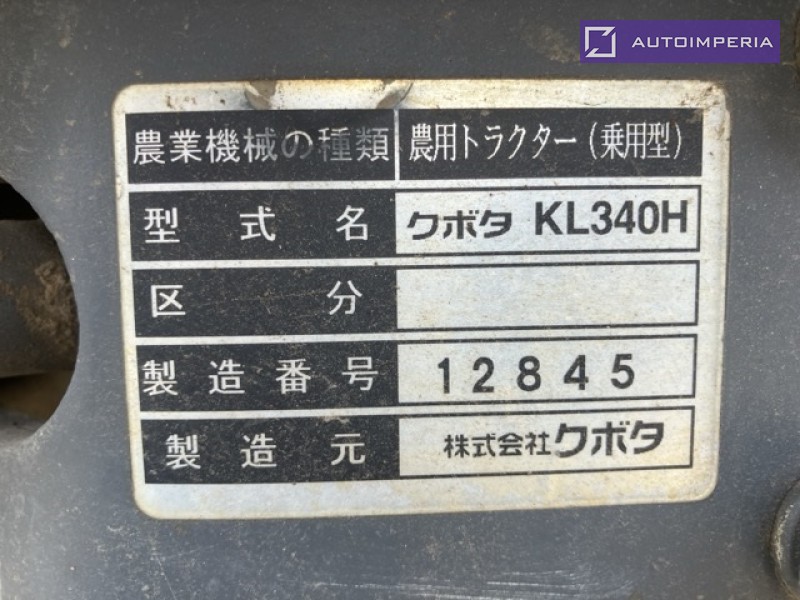 AUTOIMPERIA
農業機械の種類 農用トラクター(乗用型)
型式名 クボタ KL340H
区分
製造番号 12845
製造元 株式会社クボタ